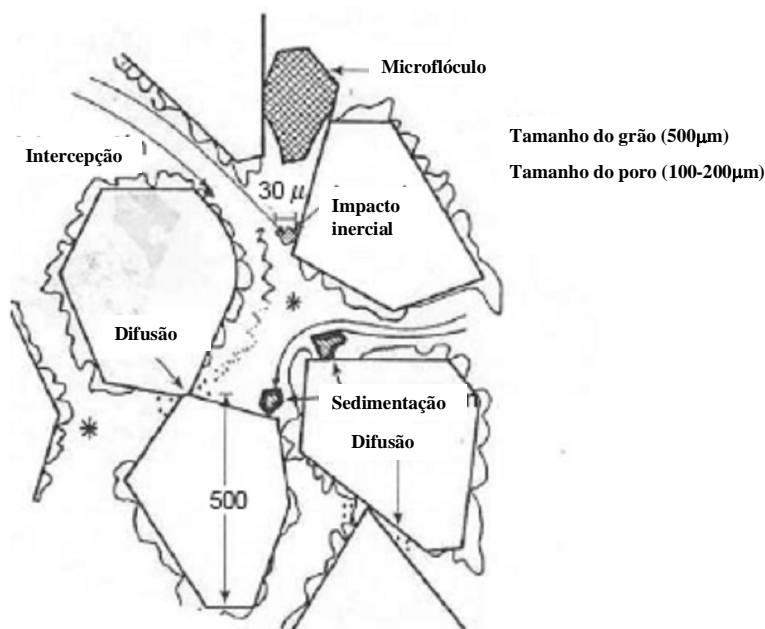 Microflóculo
Tamanho do grão (500µm)
Intercepção
Tamanho do poro (100-200µm)
30 µ
Impacto
inercial
Difusão
Sedimentação
Difusão
500